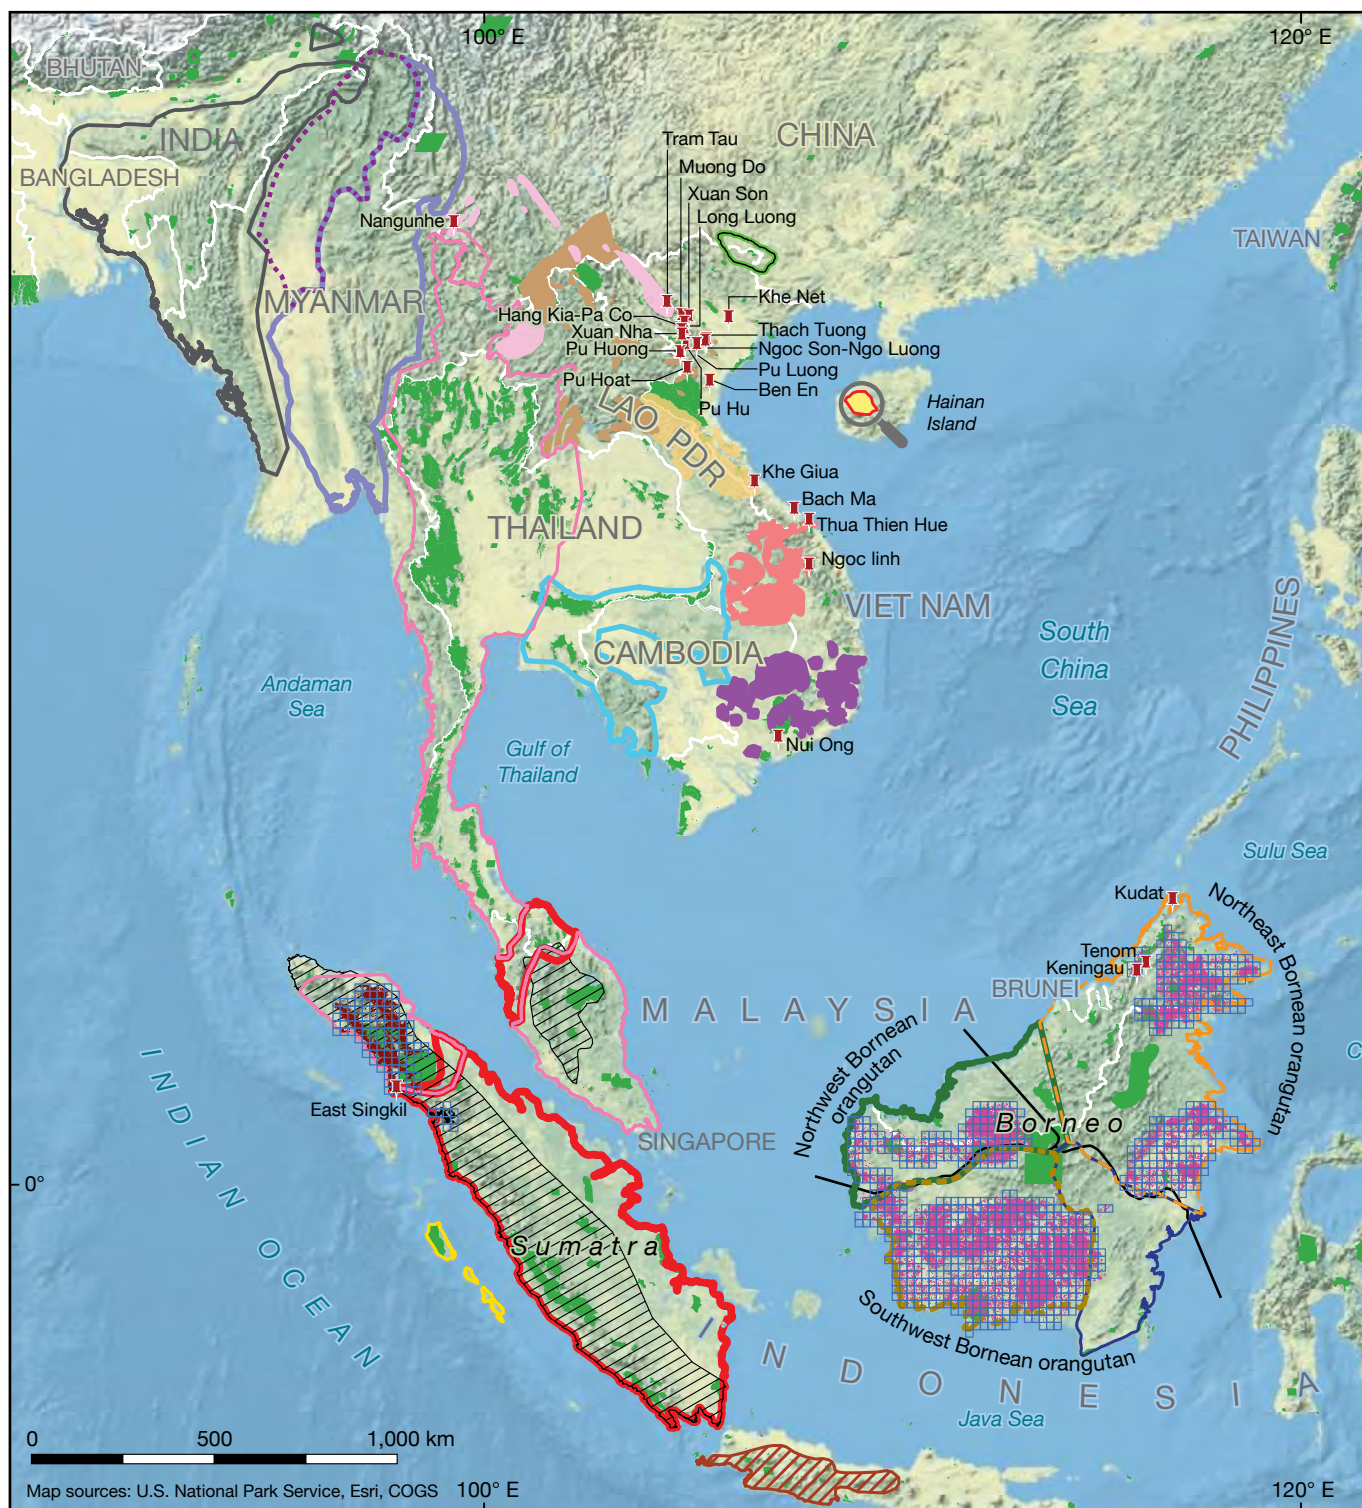 100° E
120° E
BHUTAN
CHINA
INDIA
Tram Tau
BANGLADESH
Muong Do
Xuan Son
Long Luong
Nangunhe
TAIWAN
MYANMAR
Khe Net
Hang Kia-Pa Co
Thach Tuong
Xuan Nha
Ngoc Son-Ngo Luong
Pu Huong
Pu Luong
Pu Hoat
Ben En
Pu Hu
Hainan
Island
LAO PDR
Khe Giua
Bach Ma
THAILAND
Thua Thien Hue
Ngoc linh
VIET NAM
South
China
Sea
CAMBODIA
PHILIPPINES
Andaman
Sea
Nui Ong
Gulf of
Thailand
Sulu Sea
Kudat
Northeast Bornean orangutan
Tenom
Keningau
BRUNEI
MALAYSIA
Northwest Bornean
orangutan
C
INDIAN OCEAN
East Singkil
Borneo
SINGAPORE
0°
Sumatra
Southwest Bornean orangutan
INDONESIA
Java Sea
0 500 1,000 km
Map sources: U.S. National Park Service, Esri, COGS
100° E
120° E